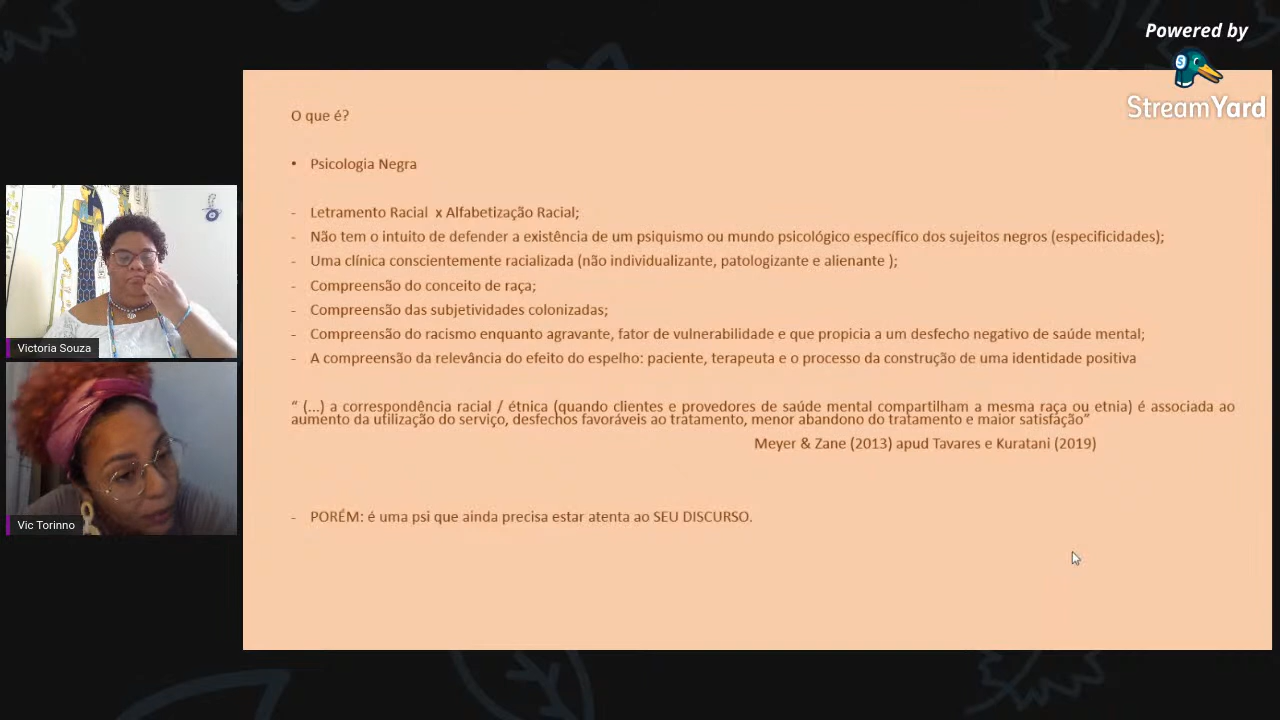 Powered by
StreamYard
O que é?
• Psicologia Negra
- Letramento Racial x Alfabetização Racial;
- Não tem o intuito de defender a existência de um psiquismo ou mundo psicológico específico dos sujeitos negros (especificidades);
- Uma clínica conscientemente racializada (não individualizante, patologizante e alienante );
- Compreensão do conceito de raça;
- Compreensão das subjetividades colonizadas;
- Compreensão do racismo enquanto agravante, fator de vulnerabilidade e que propicia a um desfecho negativo de saúde mental;
- A compreensão da relevância do efeito do espelho: paciente, terapeuta e o processo da construção de uma identidade positiva
“ (...) a correspondência racial / étnica (quando clientes e provedores de saúde mental compartilham a mesma raça ou etnia) é associada ao
aumento da utilização do serviço, desfechos favoráveis ao tratamento, menor abandono do tratamento e maior satisfação”
Meyer & Zane (2013) apud Tavares e Kuratani (2019)
- PORÉM: é uma psi que ainda precisa estar atenta ao SEU DISCURSO.
Victoria Souza
Vic Torinno